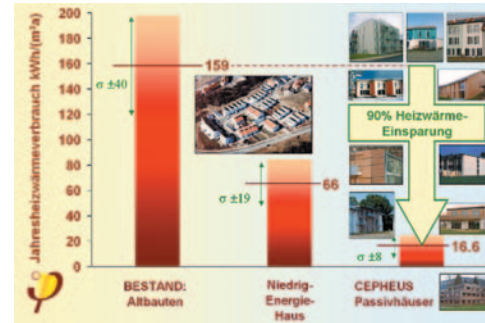 Jahresheizwärmeverbrauch kWh/(m²a)
200
180
160
140
120
100
80
60
40
20
0
159
σ ±40
66
σ ±19
90% Heizwärme-
Einsparung
16.6
σ ±8
BESTAND:
Altbauten
Niedrig-
Energie-
Haus
CEPHEUS
Passivhäuser